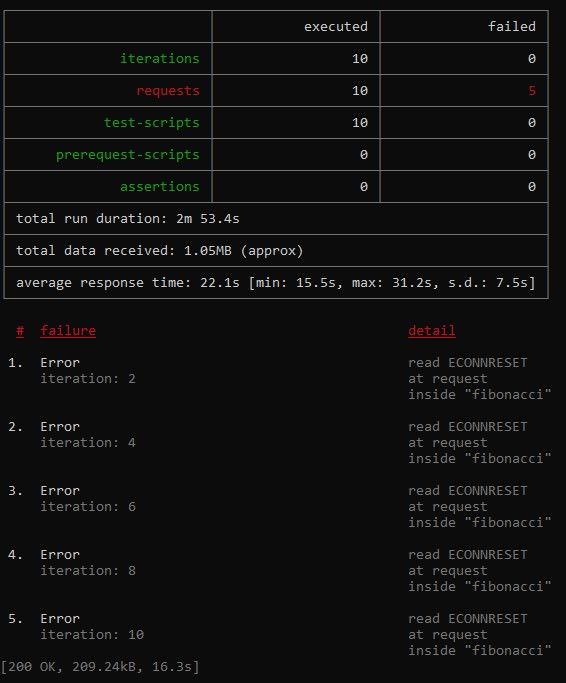 executed failed
iterations 10 0
requests 10 5
test-scripts 10 0
prerequest-scripts 0 0
assertions 0 0
total run duration: 2m 53.4s
total data received: 1.05MB (approx)
average response time: 22.1s [min: 15.5s, max: 31.2s, s.d.: 7.5s]
# failure detail
1. Error read ECONNRESET
iteration: 2 at request
inside "fibonacci"
2. Error read ECONNRESET
iteration: 4 at request
inside "fibonacci"
3. Error read ECONNRESET
iteration: 6 at request
inside "fibonacci"
4. Error read ECONNRESET
iteration: 8 at request
inside "fibonacci"
5. Error read ECONNRESET
iteration: 10 at request
inside "fibonacci"
[200 OK, 209.24kB, 16.3s]